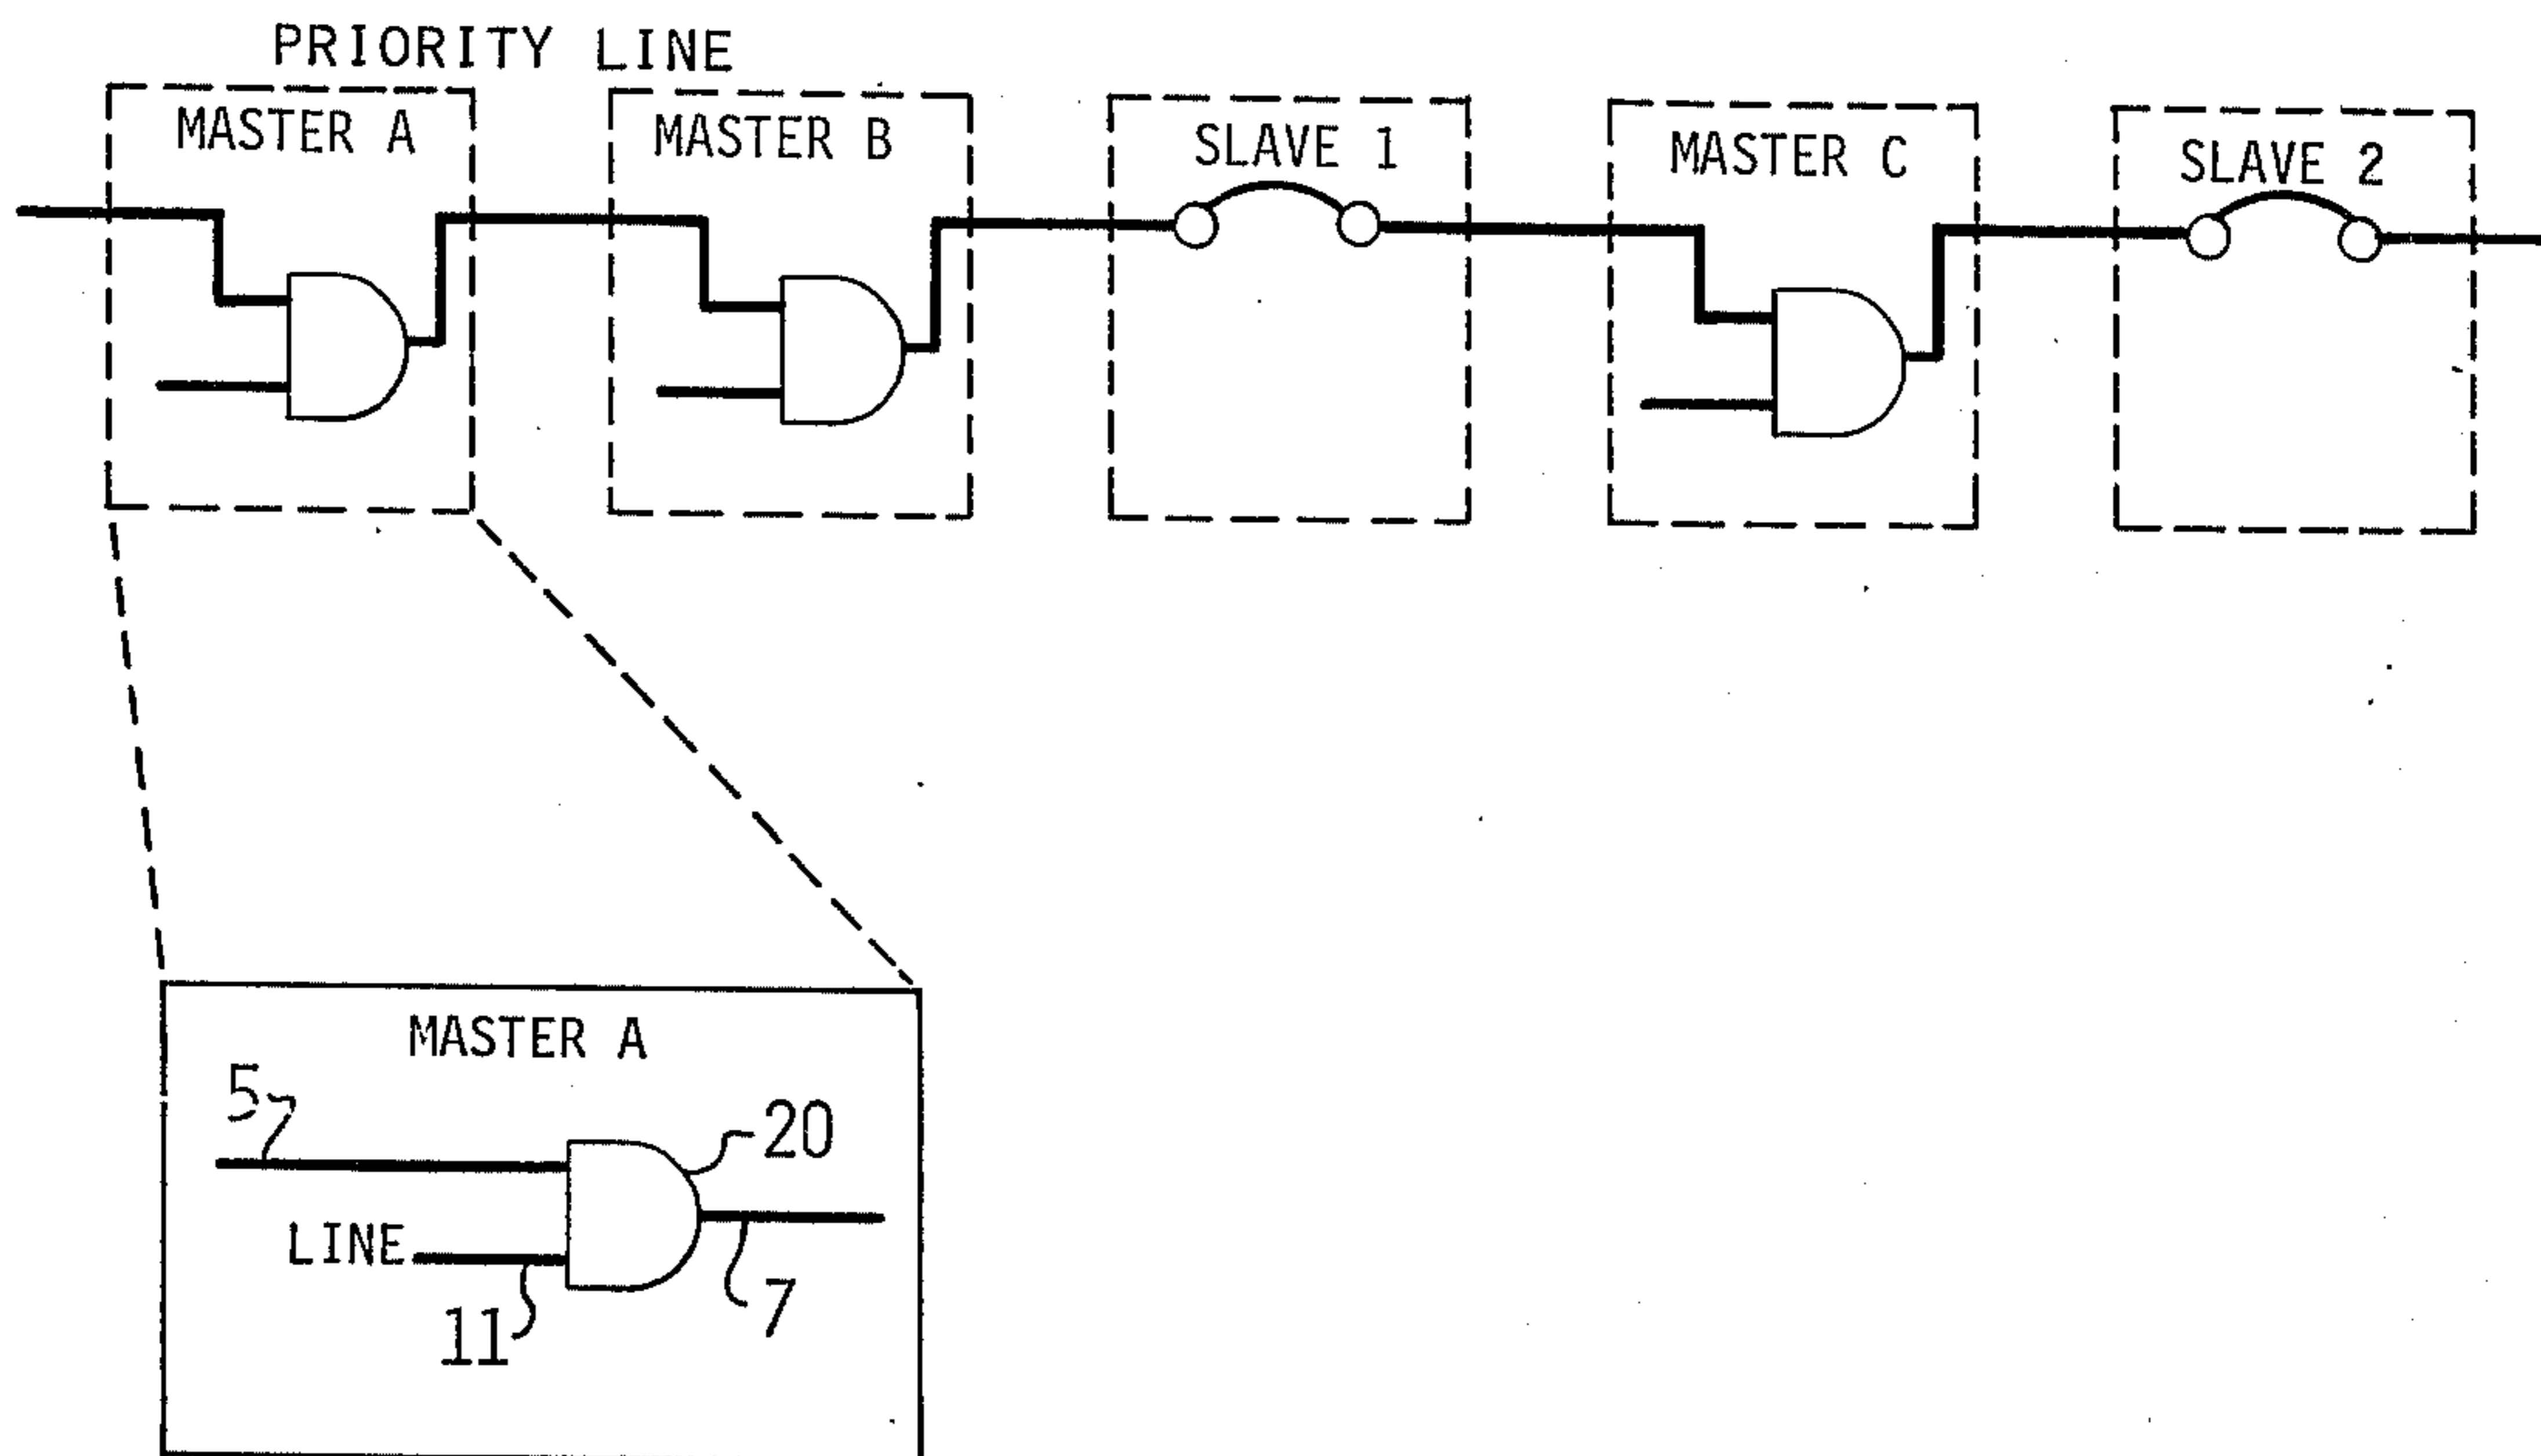 PRIORITY LINE
MASTER A
MASTER B
SLAVE 1
MASTER C
SLAVE 2
MASTER A
5
20
LINE
11
7